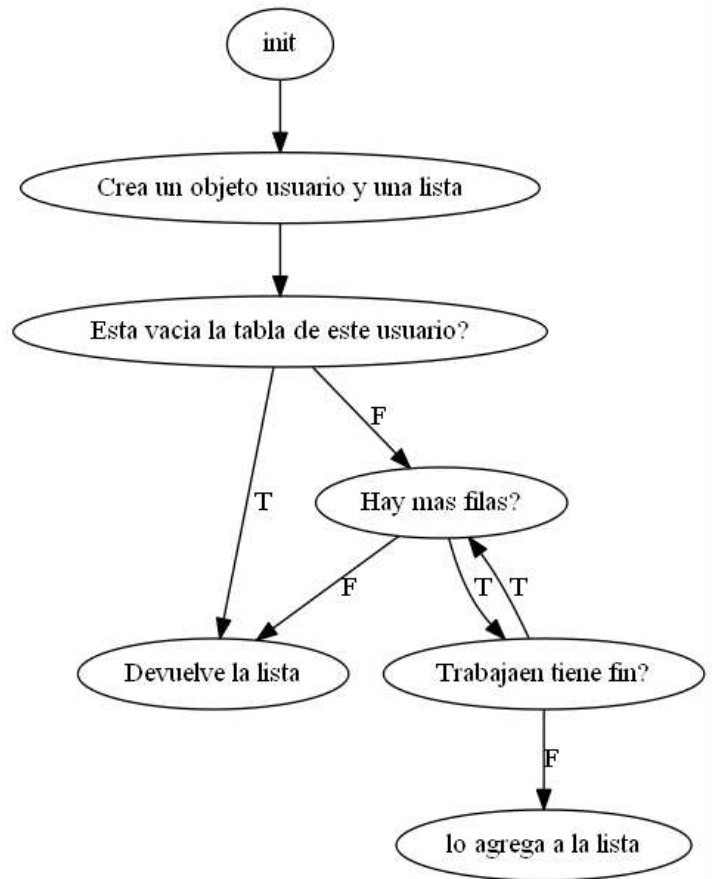 init
Crea un objeto usuario y una lista
Esta vacia la tabla de este usuario?
F
Hay mas filas?
T
F
T
T
Devuelve la lista
Trabajaen tiene fin?
F
lo agrega a la lista